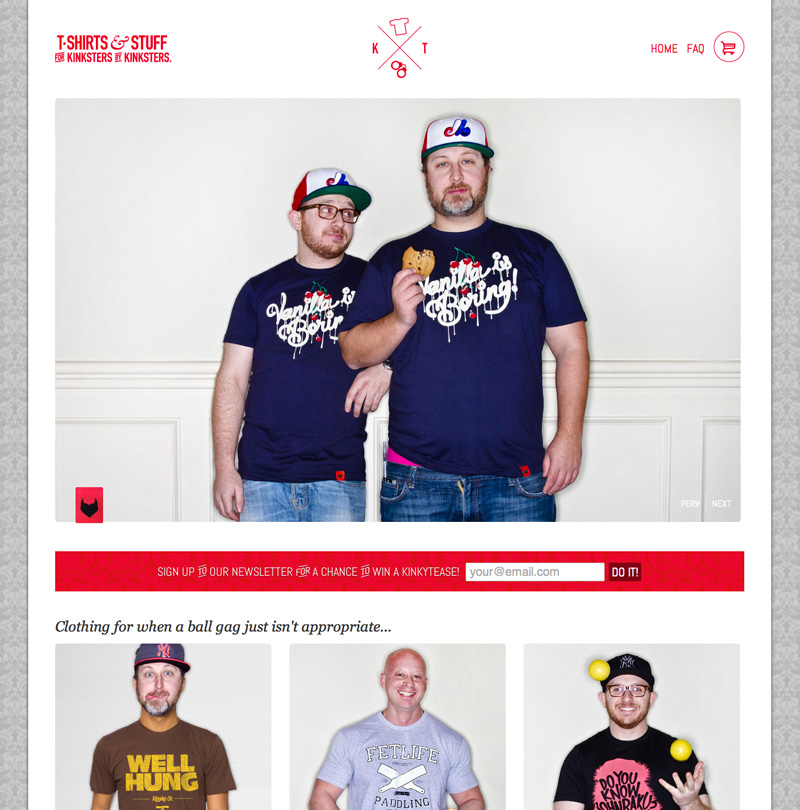 T·SHIRTS & STUFF
FOR KINKSTERS BY KINKSTERS.
K T
HOME FAQ
Vanilla is
Boring!
Vanilla is
Boring!
PERV NEXT
SIGN UP TO OUR NEWSLETTER FOR A CHANCE TO WIN A KINKYTEASE! your@email.com DO IT!
Clothing for when a ball gag just isn't appropriate...
WELL
HUNG
FETLIFE
PADDLING
DO YOU
KNOW